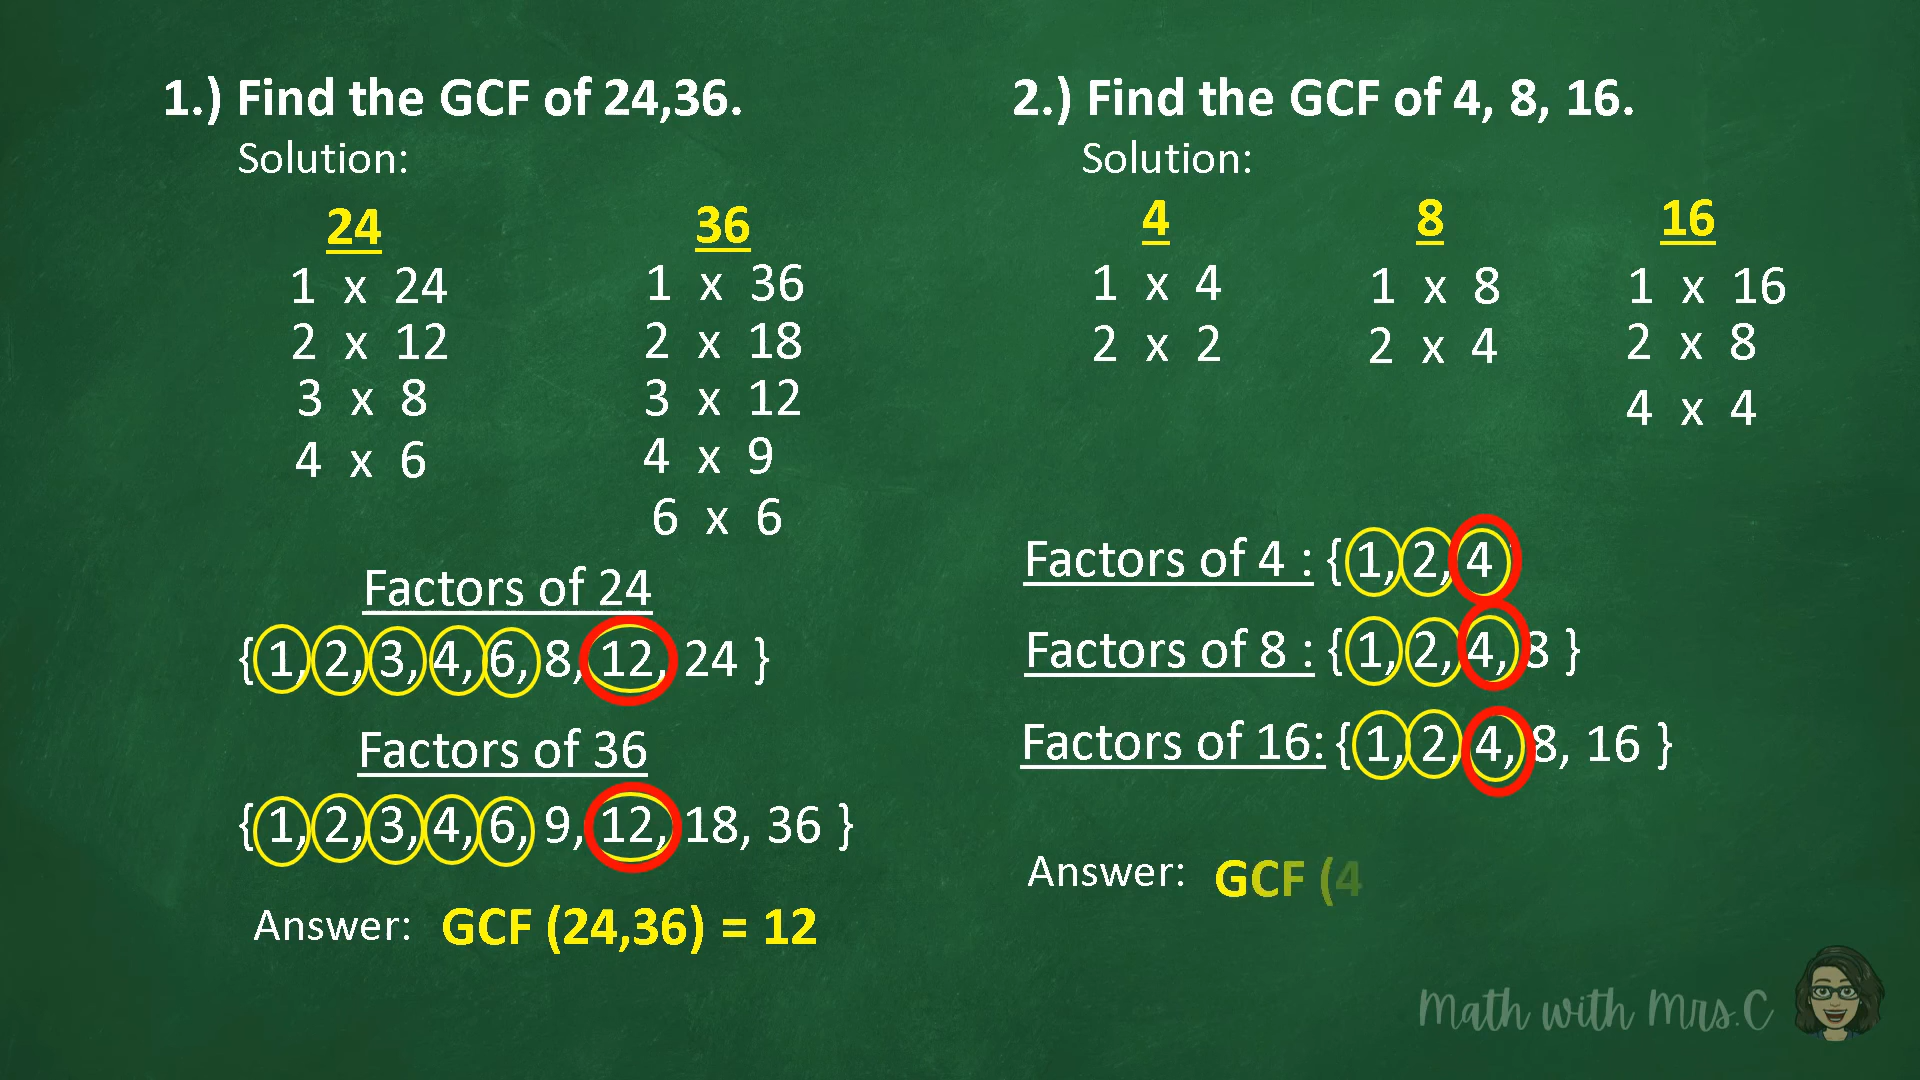 1.) Find the GCF of 24,36.
Solution:
24
1 x 24
2 x 12
3 x 8
4 x 6
36
1 x 36
2 x 18
3 x 12
4 x 9
6 x 6
Factors of 24
{ 1, 2, 3, 4, 6, 8, 12, 24 }
Factors of 36
{ 1, 2, 3, 4, 6, 9, 12, 18, 36 }
Answer: GCF (24,36) = 12
2.) Find the GCF of 4, 8, 16.
Solution:
4
1 x 4
2 x 2
8
1 x 8
2 x 4
16
1 x 16
2 x 8
4 x 4
Factors of 4 : { 1, 2, 4
Factors of 8 : { 1, 2, 4, 8 }
Factors of 16: { 1, 2, 4, 8, 16 }
Answer: GCF (4
Math with Mrs.C